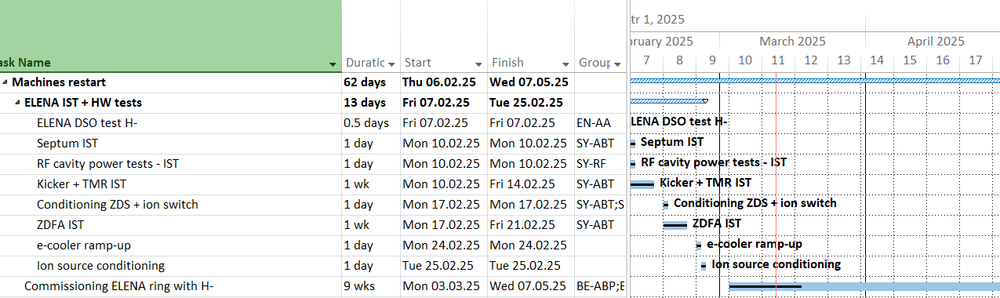 tr 1, 2025
ruary 2025 March 2025 April 2025
ask Name Duratic Start Finish Group 7 8 9 10 11 12 13 14 15 16 17
Machines restart 62 days Thu 06.02.25 Wed 07.05.25
ELENA IST + HW tests 13 days Fri 07.02.25 Tue 25.02.25
ELENA DSO test H- 0.5 days Fri 07.02.25 Fri 07.02.25 EN-AA LENA DSO test H-
Septum IST 1 day Mon 10.02.25 Mon 10.02.25 SY-ABT Septum IST
RF cavity power tests - IST 1 day Mon 10.02.25 Mon 10.02.25 SY-RF RF cavity power tests - IST
Kicker + TMR IST 1 wk Mon 10.02.25 Fri 14.02.25 SY-ABT Kicker + TMR IST
Conditioning ZDS + ion switch 1 day Mon 17.02.25 Mon 17.02.25 SY-ABT;S Conditioning ZDS + ion switch
ZDFA IST 1 wk Mon 17.02.25 Fri 21.02.25 SY-ABT ZDFA IST
e-cooler ramp-up 1 day Mon 24.02.25 Mon 24.02.25 e-cooler ramp-up
Ion source conditioning 1 day Tue 25.02.25 Tue 25.02.25 Ion source conditioning
Commissioning ELENA ring with H- 9 wks Mon 03.03.25 Wed 07.05.25 BE-ABP;E